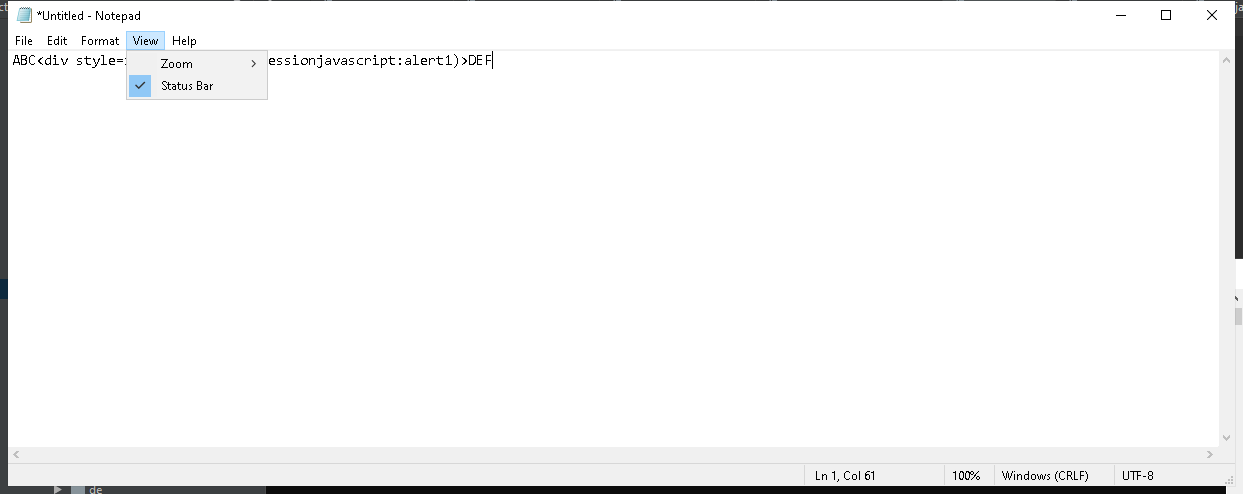 *Untitled - Notepad
File Edit Format View Help
ABC<div style= essionjavascript:alert1)>DEF
Zoom
Status Bar
Ln 1, Col 61 100% Windows (CRLF) UTF-8
de